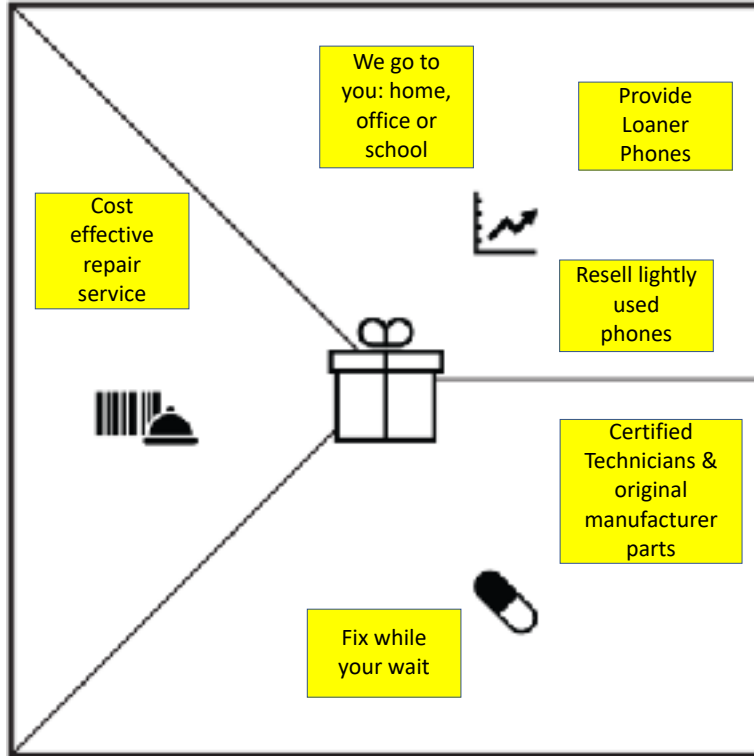 We go to
you: home,
office or
school
Provide
Loaner
Phones
Cost
effective
repair
service
Resell lightly
used
phones
Certified
Technicians &
original
manufacturer
parts
Fix while
your wait